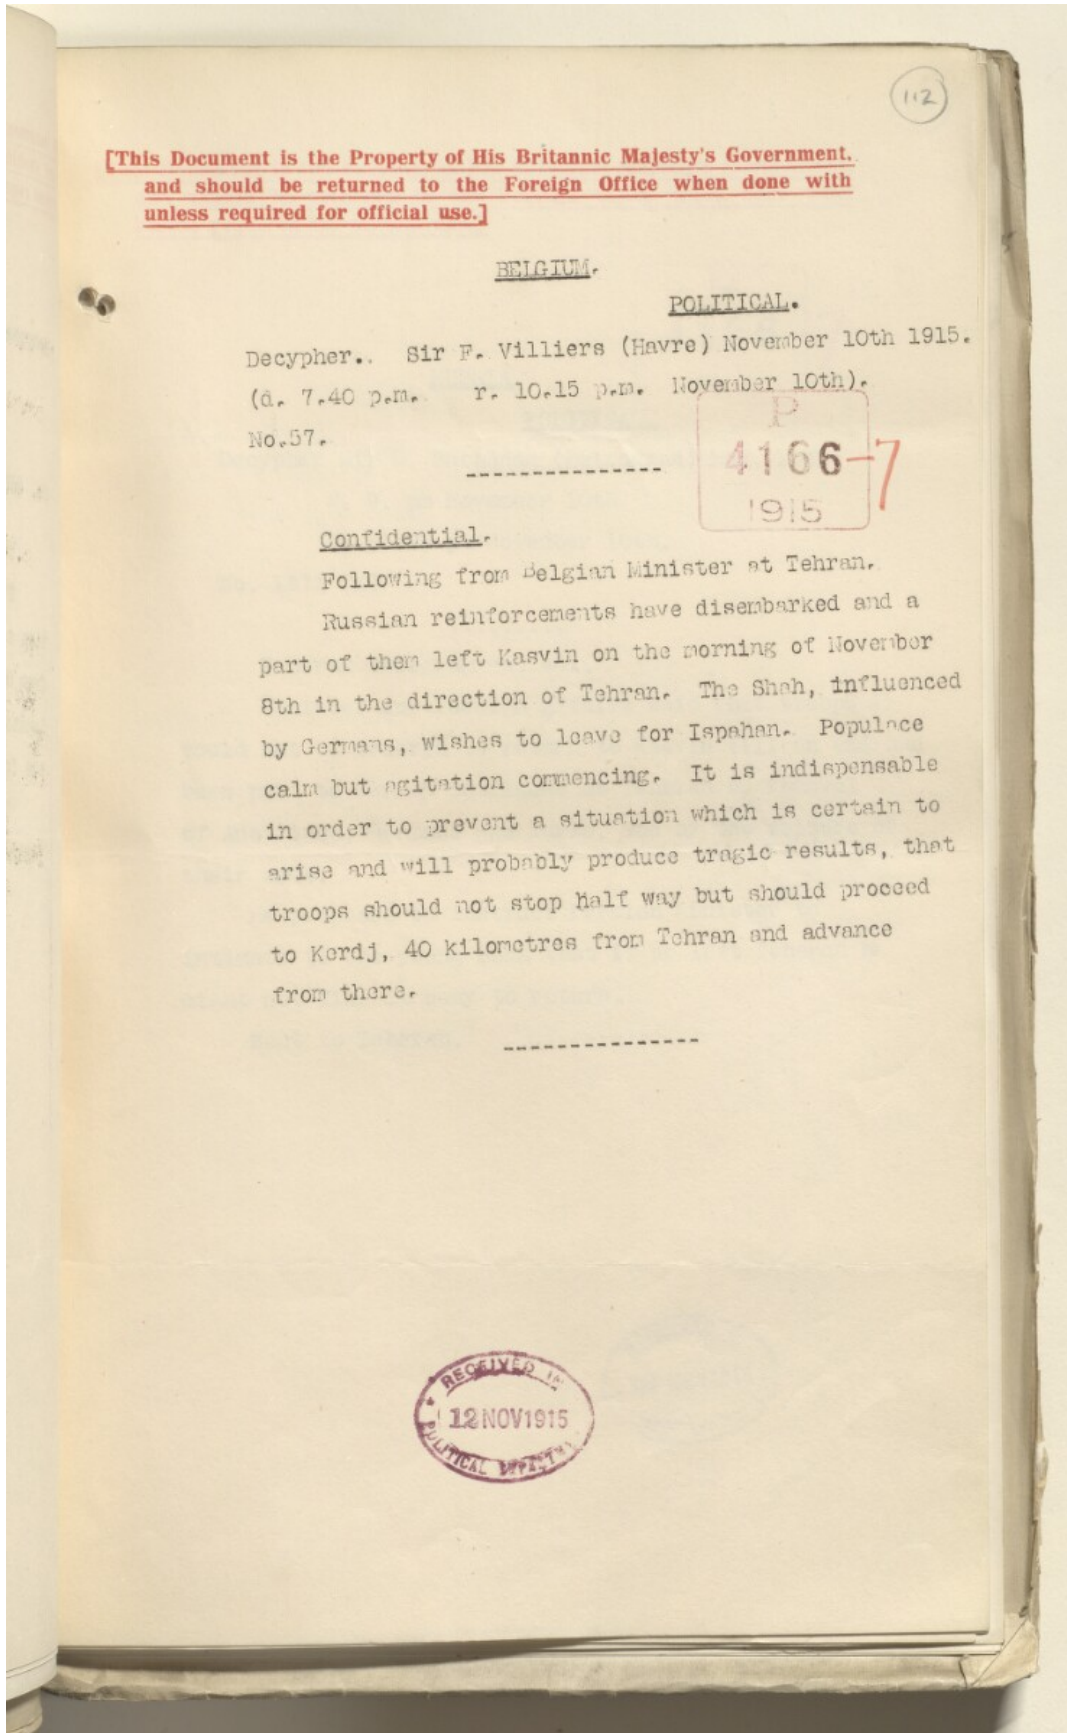 112
[This Document is the Property of His Britannic Majesty's Government,
and should be returned to the Foreign Office when done with
unless required for official use.]
BELGIUM.
POLITICAL.
Decypher.. Sir F. Villiers (Havre) November 10th 1915.
(d. 7.40 p.m. r. 10.15 p.m. November 10th).
No.57.
P
4166-7
1915
---------------
Confidential.
Following from Belgian Minister at Tehran.
Russian reinforcements have disembarked and a
part of them left Kasvin on the morning of November
8th in the direction of Tehran. The Shah, influenced
by Germans, wishes to leave for Ispahan. Populace
calm but agitation commencing. It is indispensable
in order to prevent a situation which is certain to
arise and will probably produce tragic results, that
troops should not stop half way but should proceed
to Kerdj, 40 kilometres from Tehran and advance
from there.
---------------
RECEIVED IN
12 NOV 1915
POLITICAL DEPARTMT